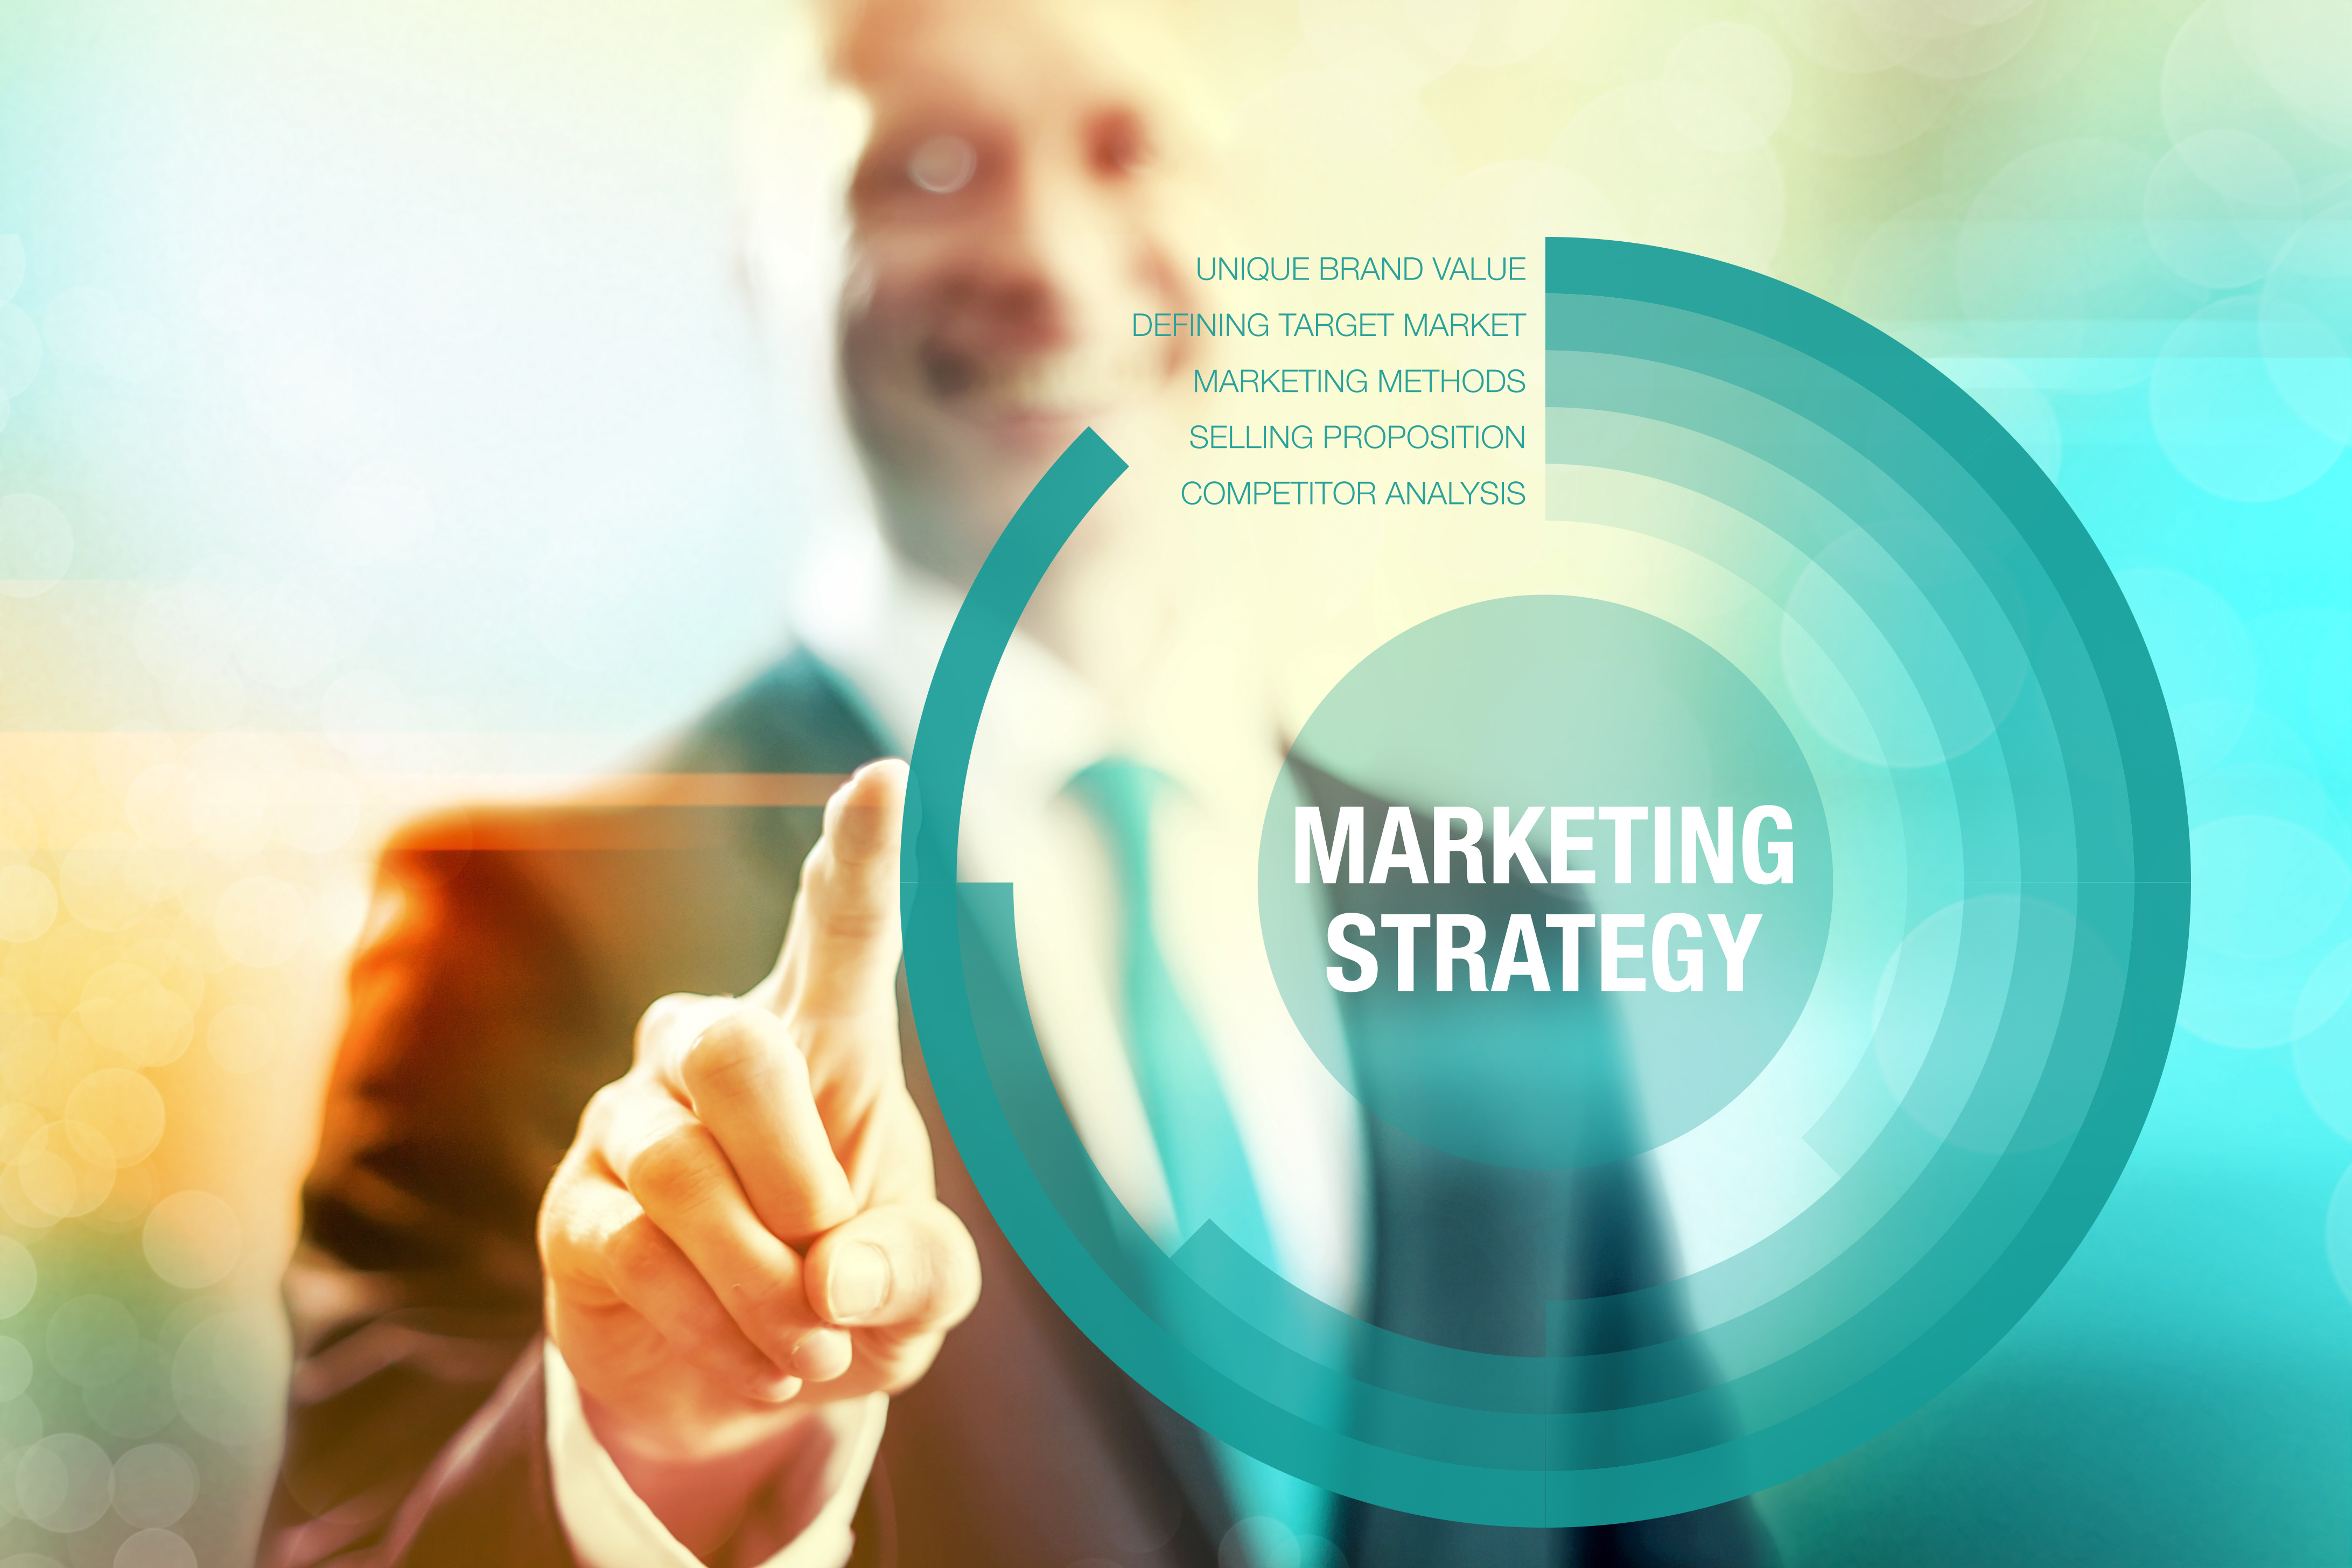 UNIQUE BRAND VALUE
DEFINING TARGET MARKET
MARKETING METHODS
SELLING PROPOSITION
COMPETITOR ANALYSIS
MARKETING
STRATEGY